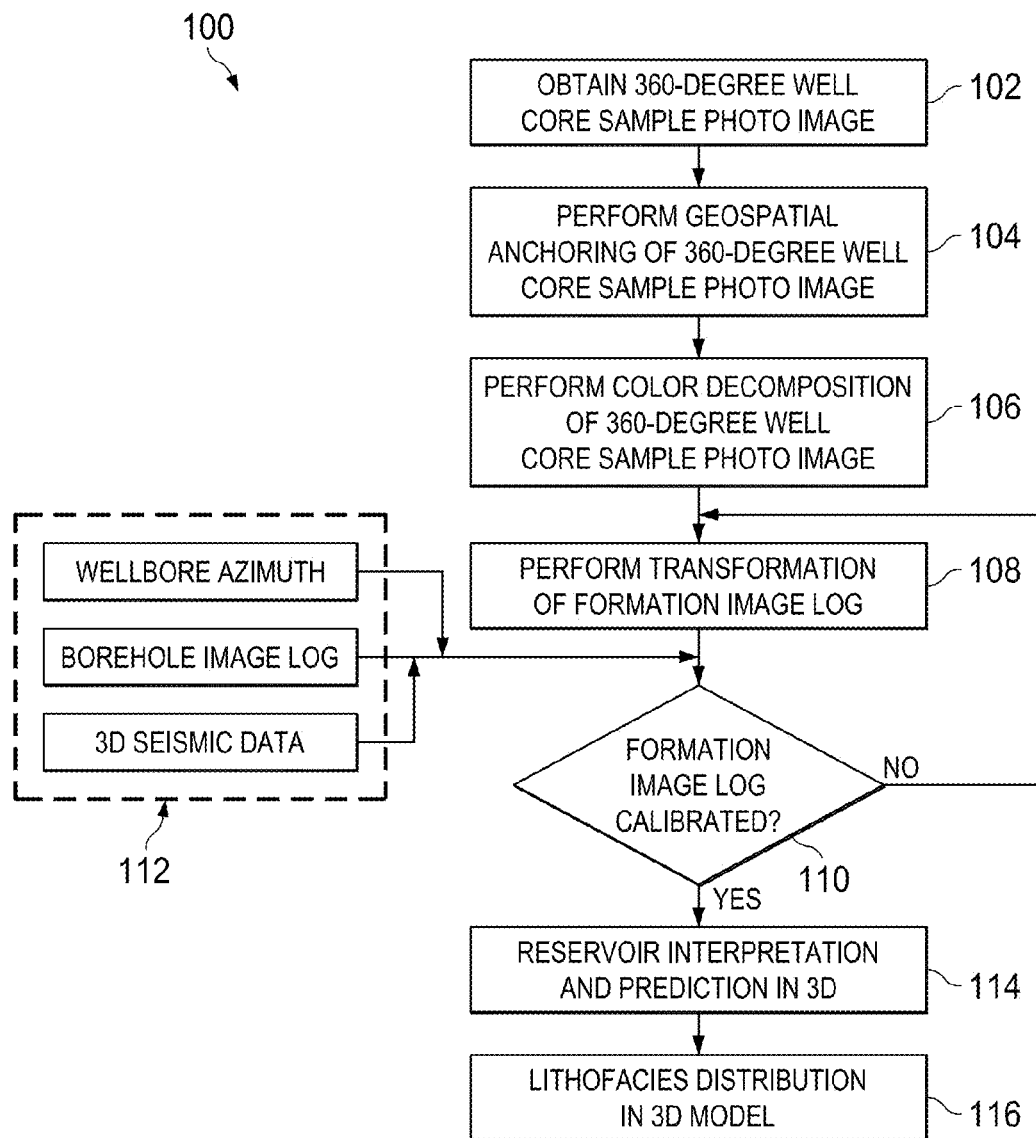 100
OBTAIN 360-DEGREE WELL
CORE SAMPLE PHOTO IMAGE
102
PERFORM GEOSPATIAL
ANCHORING OF 360-DEGREE WELL
CORE SAMPLE PHOTO IMAGE
104
PERFORM COLOR DECOMPOSITION
OF 360-DEGREE WELL
CORE SAMPLE PHOTO IMAGE
106
PERFORM TRANSFORMATION
OF FORMATION IMAGE LOG
108
WELLBORE AZIMUTH
BOREHOLE IMAGE LOG
3D SEISMIC DATA
112
FORMATION
IMAGE LOG
CALIBRATED?
NO
110
YES
RESERVOIR INTERPRETATION
AND PREDICTION IN 3D
114
LITHOFACIES DISTRIBUTION
IN 3D MODEL
116